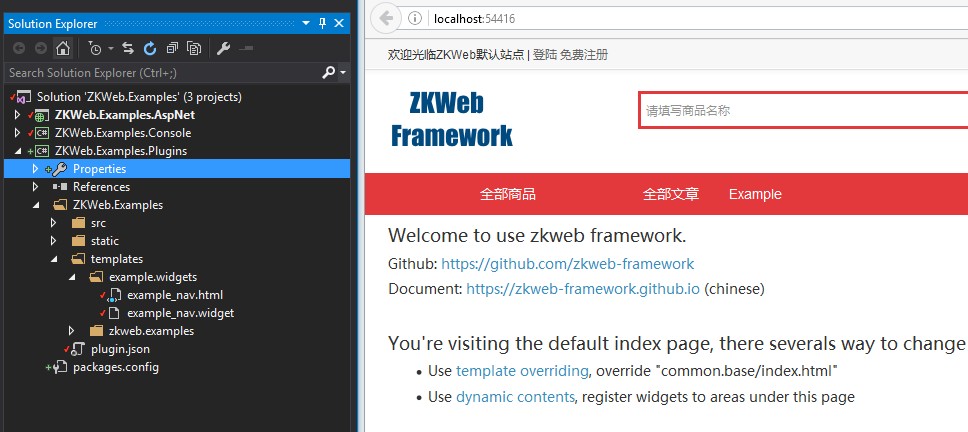 Solution Explorer
Search Solution Explorer (Ctrl+;)
Solution 'ZKWeb.Examples' (3 projects)
ZKWeb.Examples.AspNet
ZKWeb.Examples.Console
ZKWeb.Examples.Plugins
Properties
References
ZKWeb.Examples
src
static
templates
example.widgets
example_nav.html
example_nav.widget
zkweb.examples
plugin.json
packages.config
localhost:54416
欢迎光临ZKWeb默认站点 | 登陆 免费注册
ZKWeb
Framework
请填写商品名称
全部商品 全部文章 Example
Welcome to use zkweb framework.
Github: https://github.com/zkweb-framework
Document: https://zkweb-framework.github.io (chinese)
You're visiting the default index page, there severals way to change
• Use template overriding, override "common.base/index.html"
• Use dynamic contents, register widgets to areas under this page